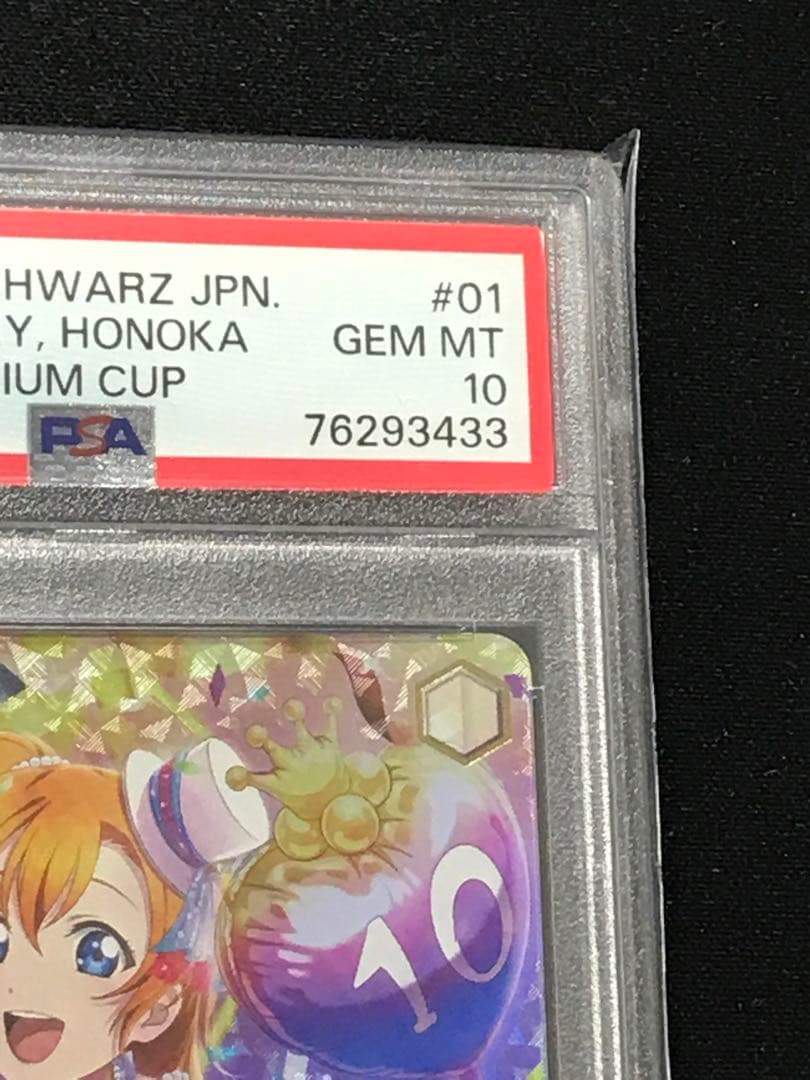 HWARZ JPN. #01
Y, HONOKA GEM MT
IUM CUP 10
PSA 76293433
10